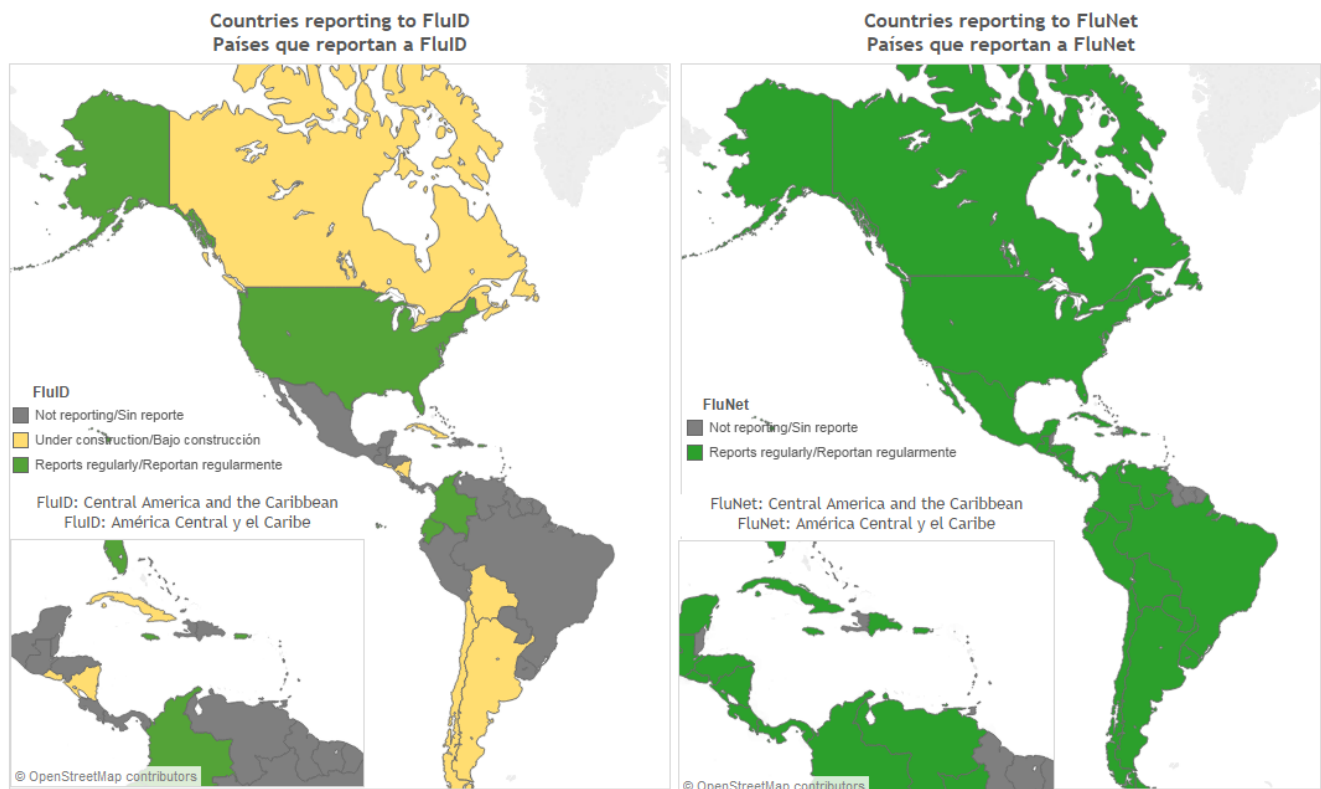 Countries reporting to FluID
Países que reportan a FluID
FluID
Not reporting/Sin reporte
Under construction/Bajo construcción
Reports regularly/Reportan regularmente
FluID: Central America and the Caribbean
FluID: América Central y el Caribe
© OpenStreetMap contributors
Countries reporting to FluNet
Países que reportan a FluNet
FluNet
Not reporting/Sin reporte
Reports regularly/Reportan regularmente
FluNet: Central America and the Caribbean
FluNet: América Central y el Caribe
© OpenStreetMap contributors